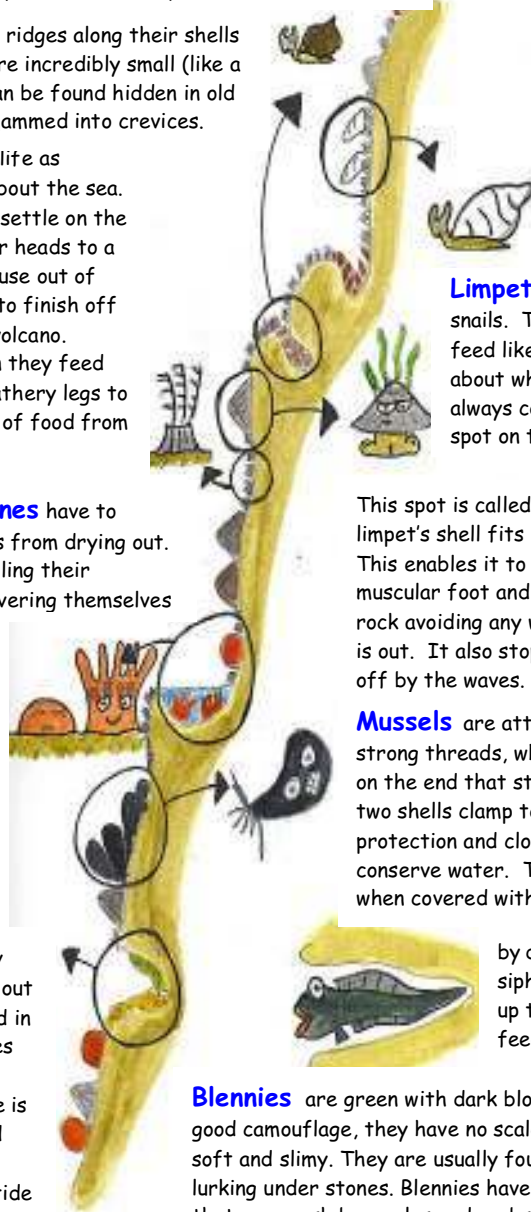 ridges along their shells
re incredibly small (like a
an be found hidden in old
ammed into crevices.
life as
bout the sea.
settle on the
r heads to a
use out of
to finish off
olcano.
they feed
athery legs to
of food from
Limpet
snails. T
feed like
about wh
always co
spot on t
nes have to
s from drying out.
ling their
vering themselves
This spot is called
limpet's shell fits
This enables it to
muscular foot and
rock avoiding any w
is out. It also stop
off by the waves.
Mussels are att
strong threads, wh
on the end that st
two shells clamp to
protection and clo
conserve water. T
when covered with
by d
siph
up t
fee
out
d in
es
e is
tide
Blennies are green with dark blo
good camouflage, they have no scal
soft and slimy. They are usually fou
lurking under stones. Blennies have